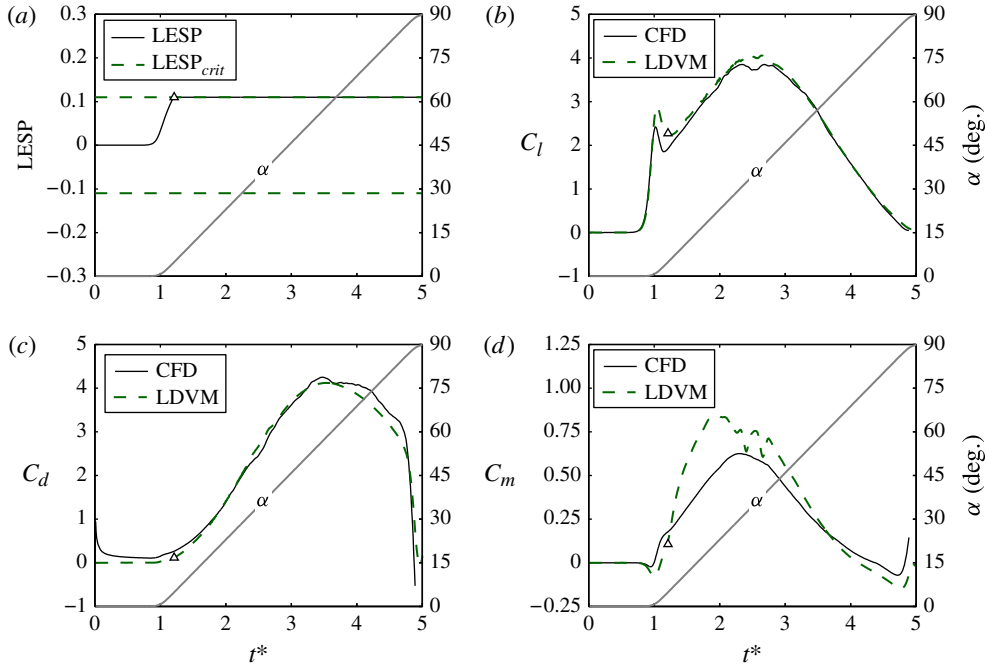 (a)
LESP
LESPcrit
0.3
0.2
0.1
0
−0.1
−0.2
−0.3
LESP
α
90
75
60
45
30
15
0
0 1 2 3 4 5
(b)
CFD
LDVM
5
4
3
2
1
0
−1
Cl
α
90
75
60
45
30
15
0
α (deg.)
0 1 2 3 4 5
(c)
CFD
LDVM
5
4
3
2
1
0
−1
Cd
α
90
75
60
45
30
15
0
0 1 2 3 4 5
t*
(d)
CFD
LDVM
1.25
1.00
0.75
0.50
0.25
0
−0.25
Cm
α
90
75
60
45
30
15
0
α (deg.)
0 1 2 3 4 5
t*